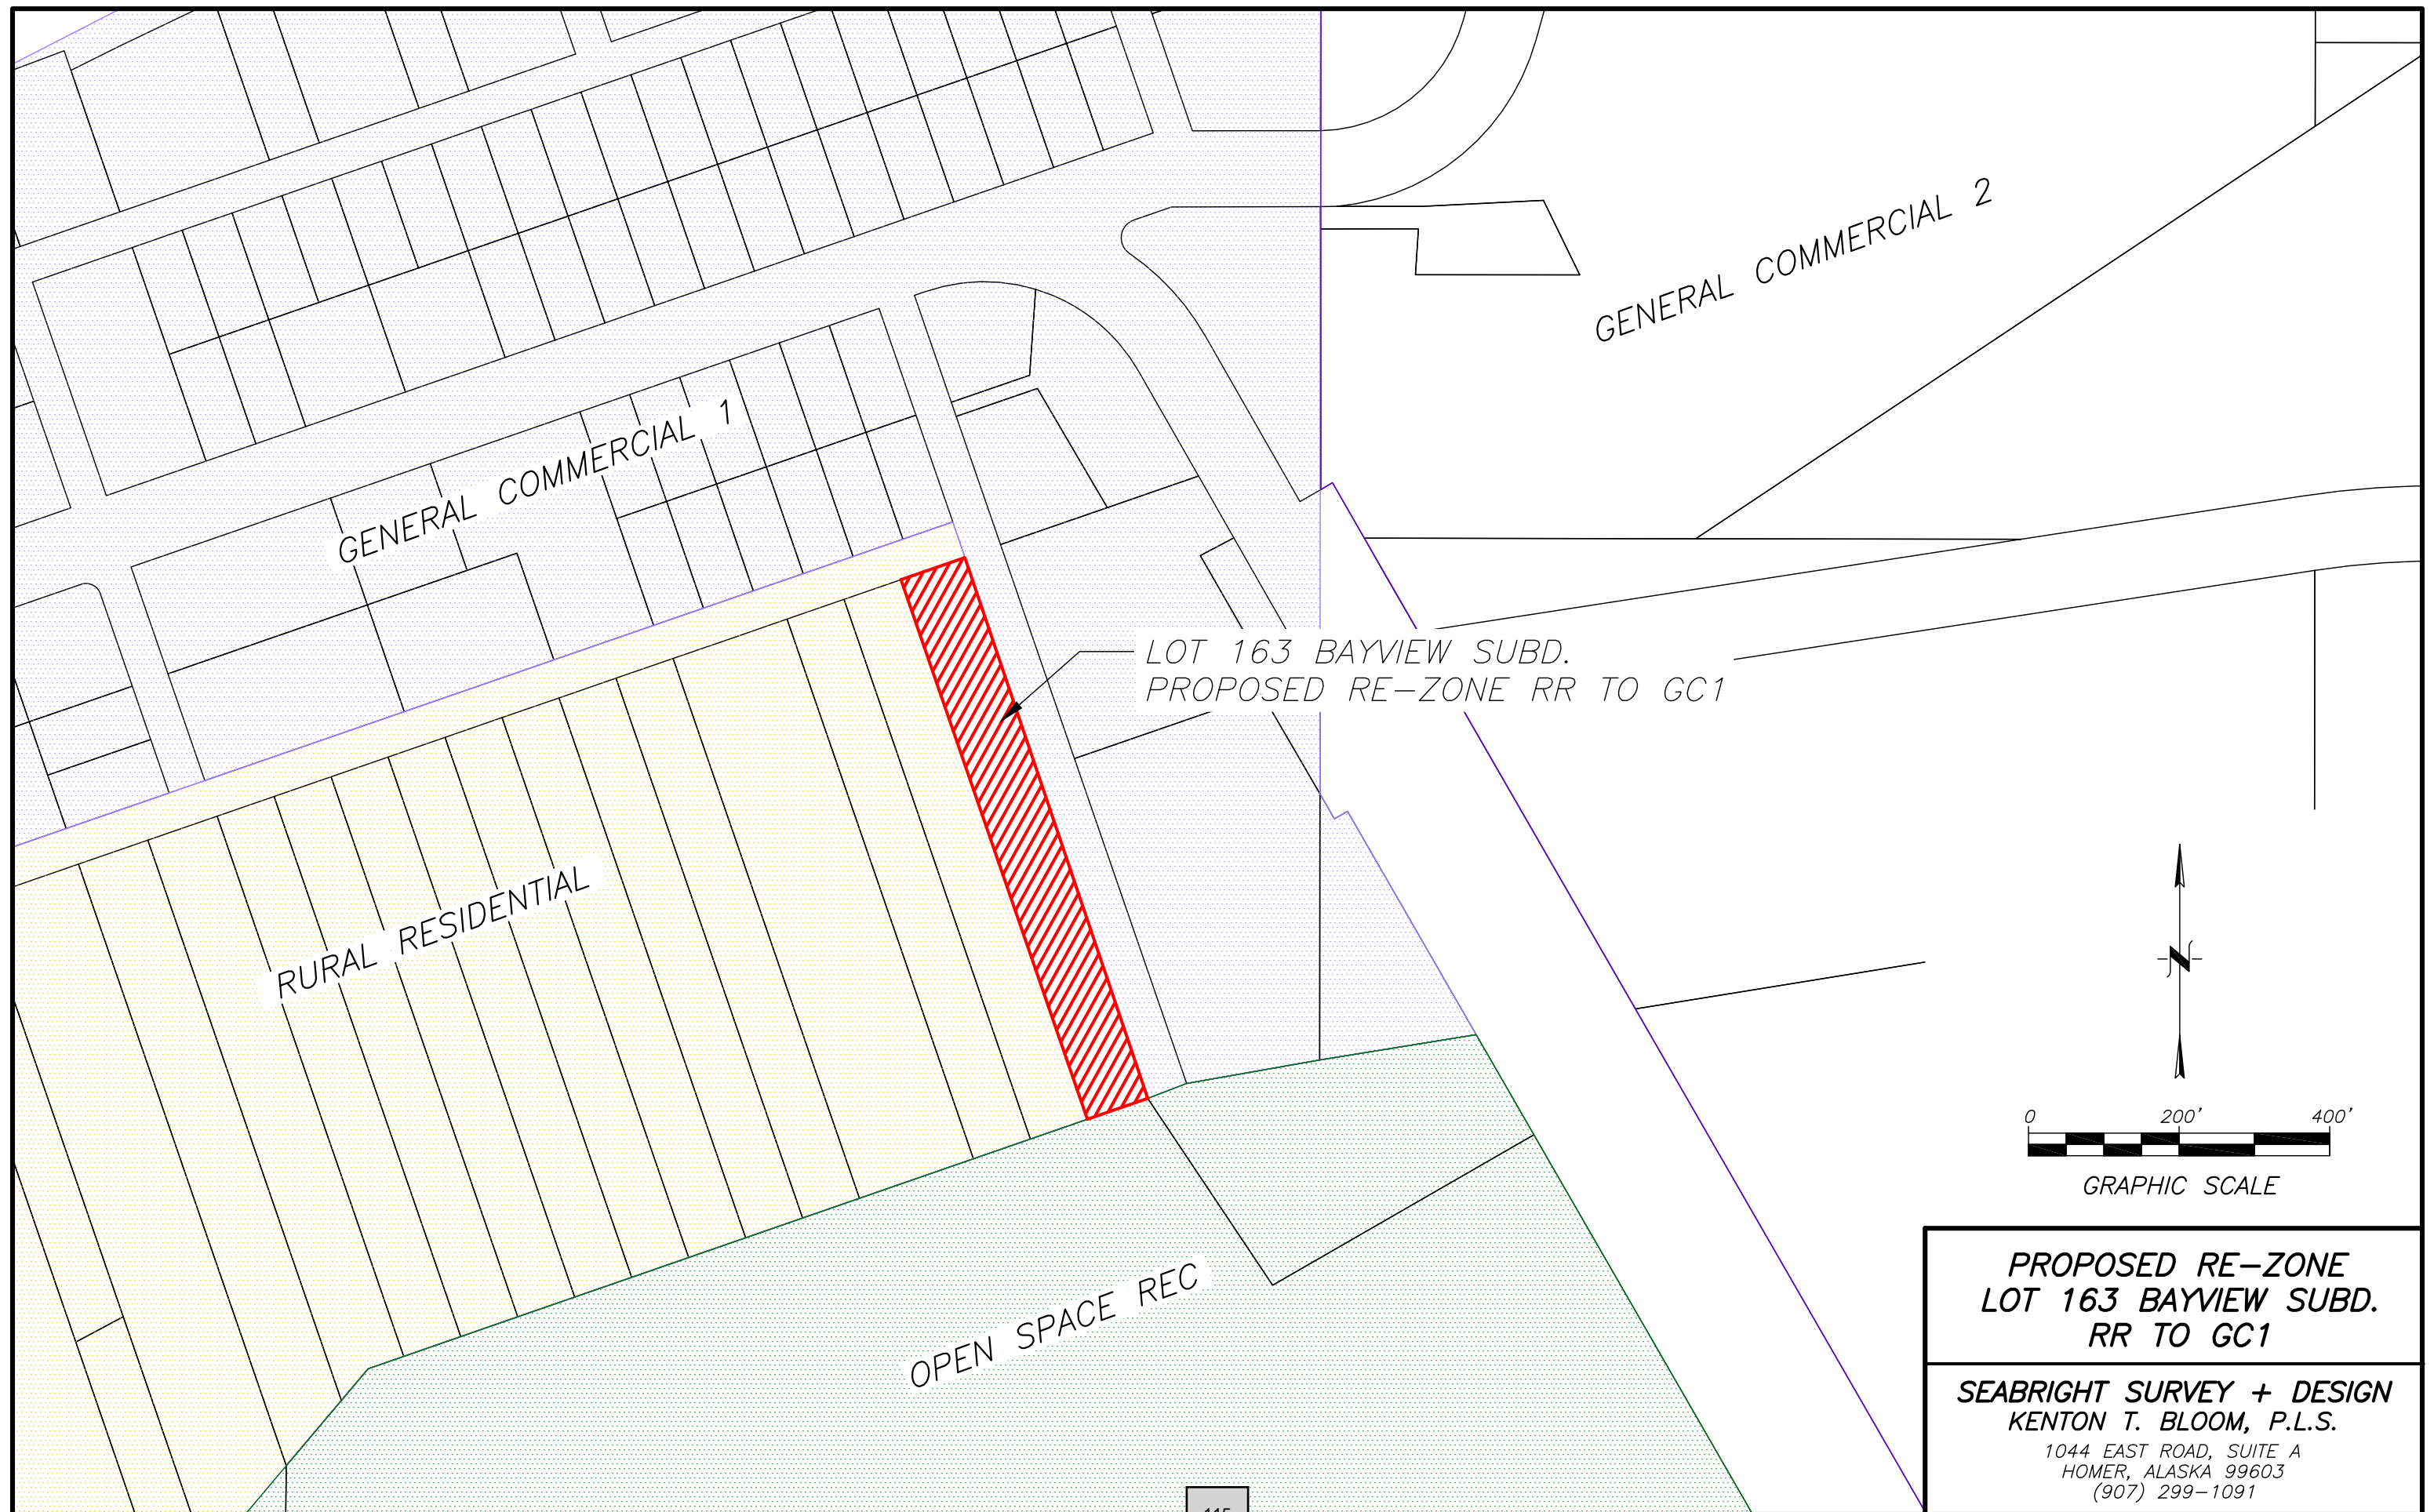 GENERAL COMMERCIAL 2
GENERAL COMMERCIAL 1
LOT 163 BAYVIEW SUBD.
PROPOSED RE-ZONE RR TO GC1
RURAL RESIDENTIAL
OPEN SPACE REC
N
0 200' 400'
GRAPHIC SCALE
PROPOSED RE-ZONE
LOT 163 BAYVIEW SUBD.
RR TO GC1
SEABRIGHT SURVEY + DESIGN
KENTON T. BLOOM, P.L.S.
1044 EAST ROAD, SUITE A
HOMER, ALASKA 99603
(907) 299-1091
115